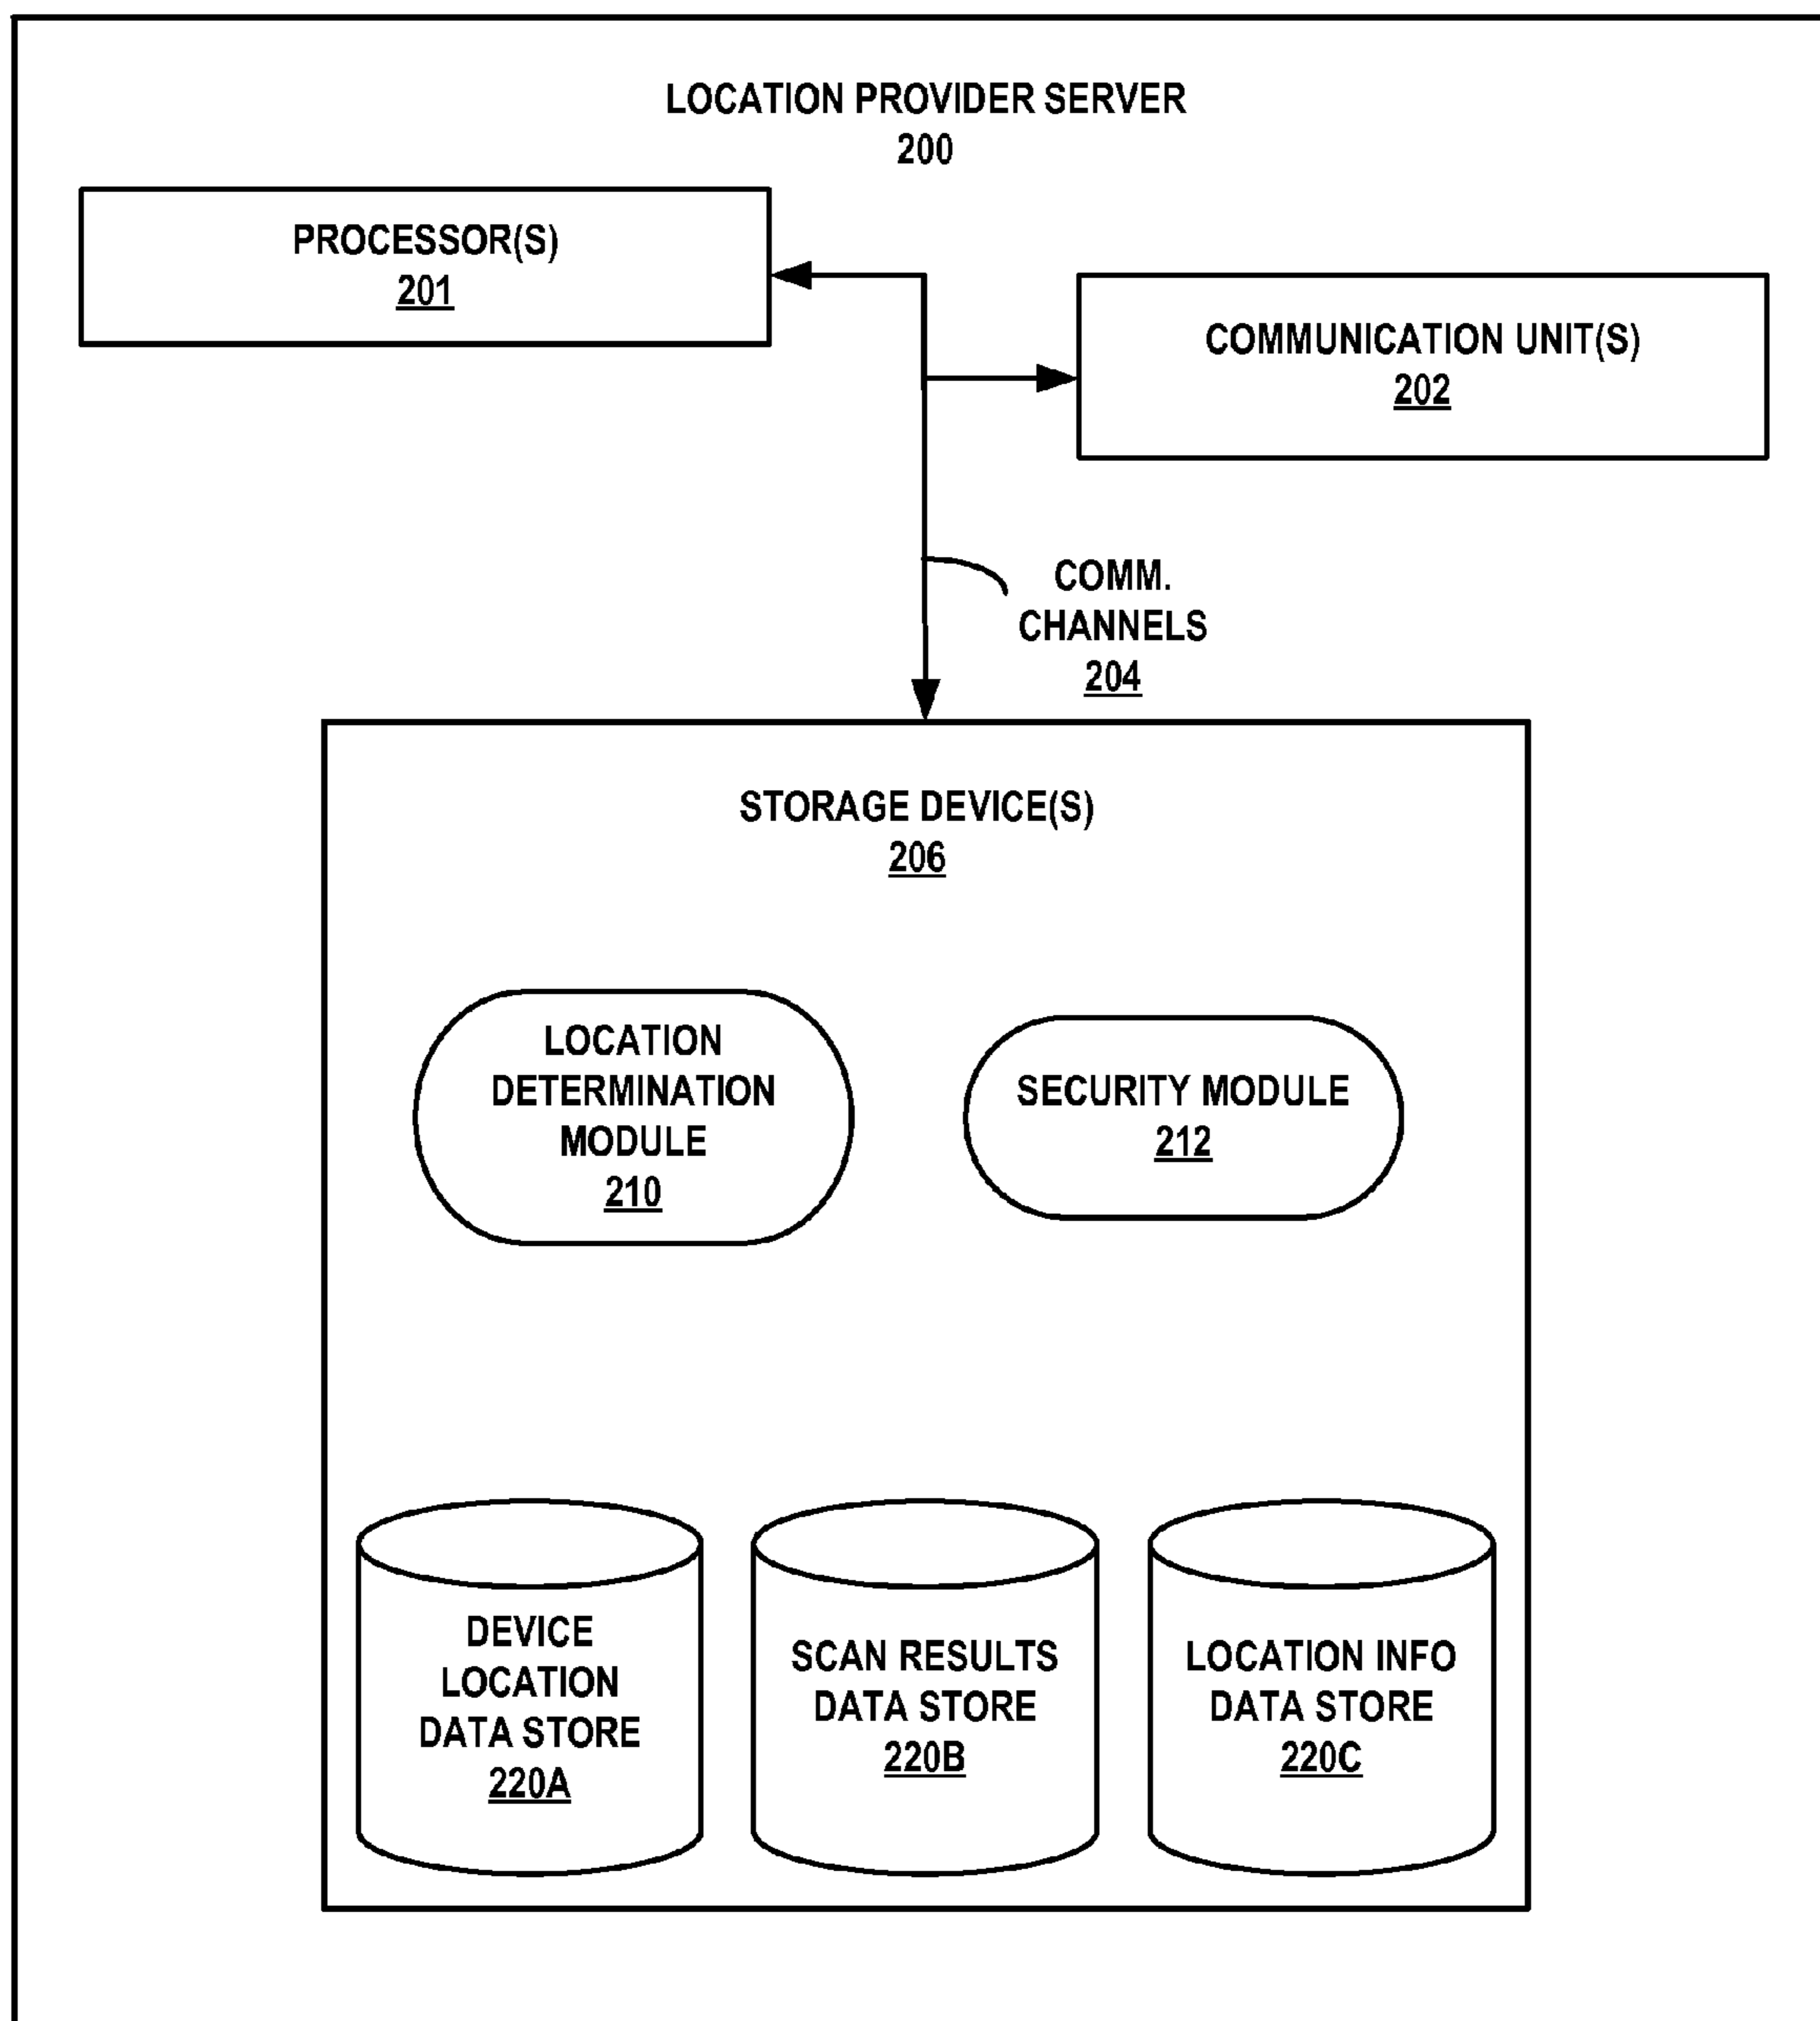 LOCATION PROVIDER SERVER
200
PROCESSOR(S)
201
COMMUNICATION UNIT(S)
202
COMM.
CHANNELS
204
STORAGE DEVICE(S)
206
LOCATION
DETERMINATION
MODULE
210
SECURITY MODULE
212
DEVICE
LOCATION
DATA STORE
220A
SCAN RESULTS
DATA STORE
220B
LOCATION INFO
DATA STORE
220C